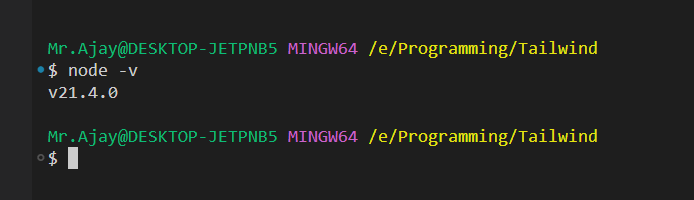 Mr.Ajay@DESKTOP-JETPNB5 MINGW64 /e/Programming/Tailwind
$ node -v
v21.4.0
Mr.Ajay@DESKTOP-JETPNB5 MINGW64 /e/Programming/Tailwind
$